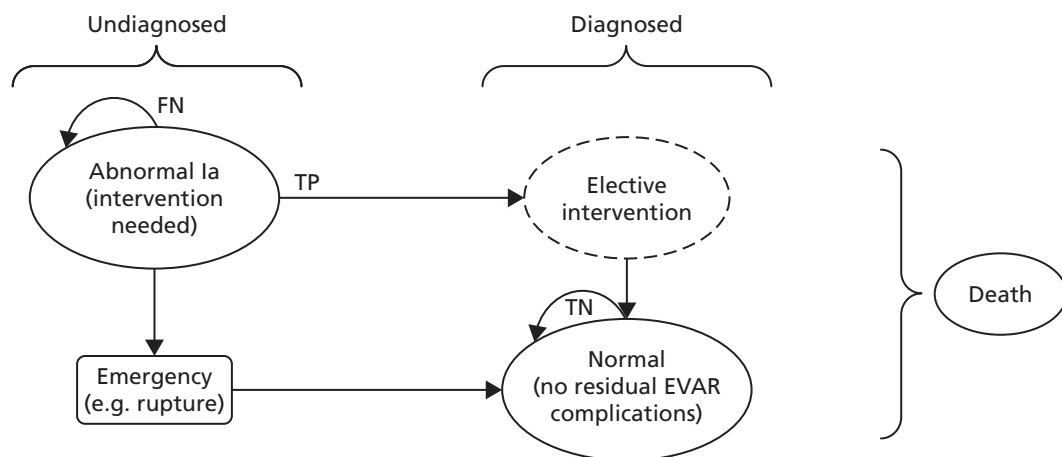 Undiagnosed
Diagnosed
FN
Abnormal Ia
(intervention
needed)
TP
Elective
intervention
Death
TN
Emergency
(e.g. rupture)
Normal
(no residual EVAR
complications)